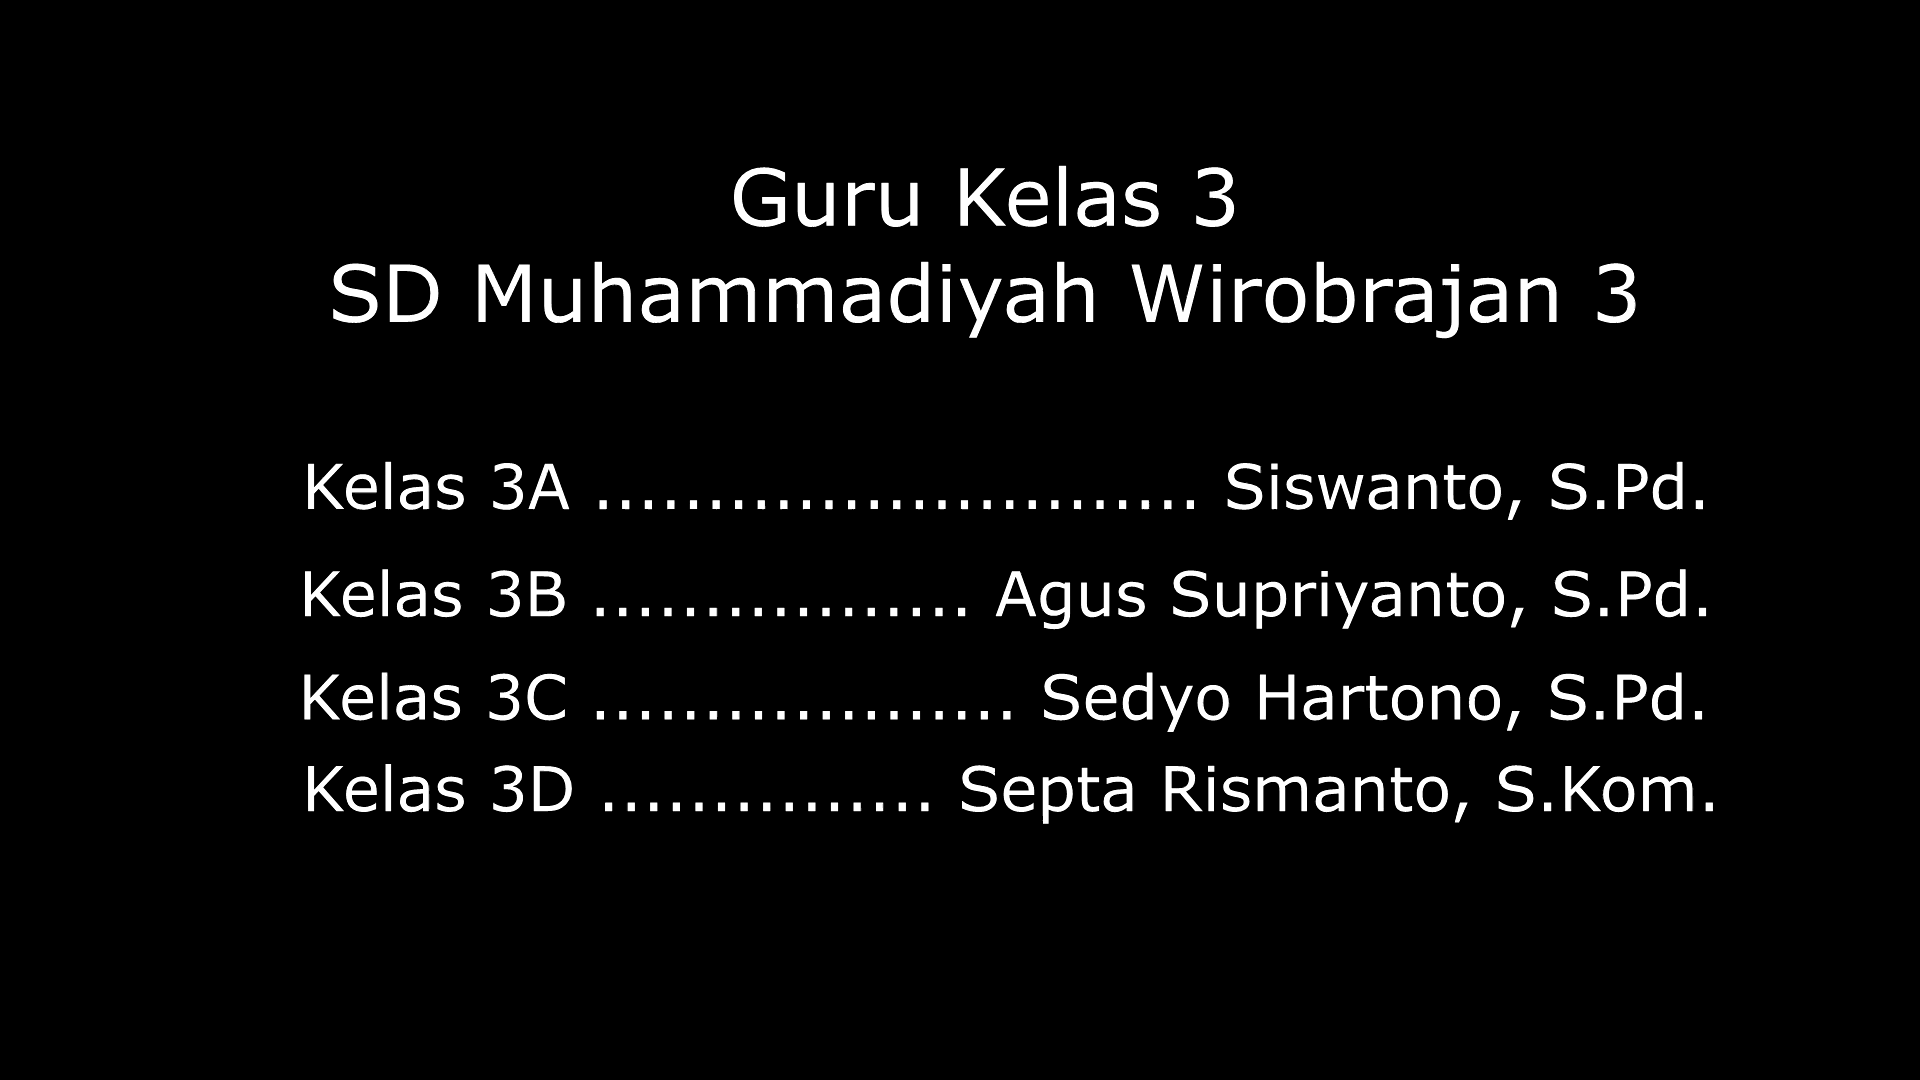 Guru Kelas 3
SD Muhammadiyah Wirobrajan 3
Kelas 3A ........................... Siswanto, S.Pd.
Kelas 3B ................. Agus Supriyanto, S.Pd.
Kelas 3C ................... Sedyo Hartono, S.Pd.
Kelas 3D ............... Septa Rismanto, S.Kom.